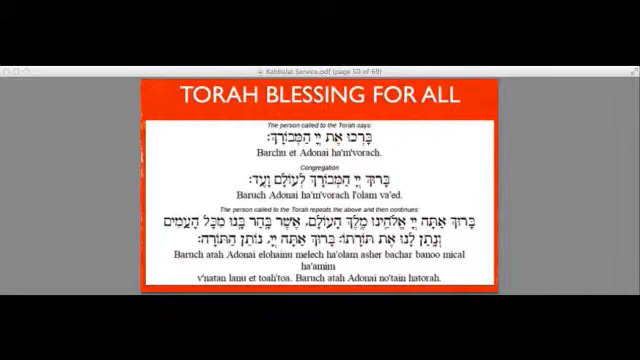 Kabbalat Service.pdf (page 50 of 69)
TORAH BLESSING FOR ALL
The person called to the Torah says:
בָּרְכוּ אֶת יְיָ הַמְּבוֹרָךְ:
Barchu et Adonai ha'm'vorach.
Congregation
בָּרוּךְ יְיָ הַמְּבוֹרָךְ לְעוֹלָם וָעֶד:
Baruch Adonai ha'm'vorach l'olam va'ed.
The person called to the Torah repeats the above and then continues:
בָּרוּךְ אַתָּה יְיָ אֱלֹהֵינוּ מֶלֶךְ הָעוֹלָם, אֲשֶׁר בָּחַר בָּנוּ מִכָּל הָעַמִּים
וְנָתַן לָנוּ אֶת תּוֹרָתוֹ: בָּרוּךְ אַתָּה יְיָ, נוֹתֵן הַתּוֹרָה:
Baruch atah Adonai elohainu melech ha'olam asher bachar banoo mical
ha'amim
v'natan lanu et toah'toa. Baruch atah Adonai no'tain hatorah.